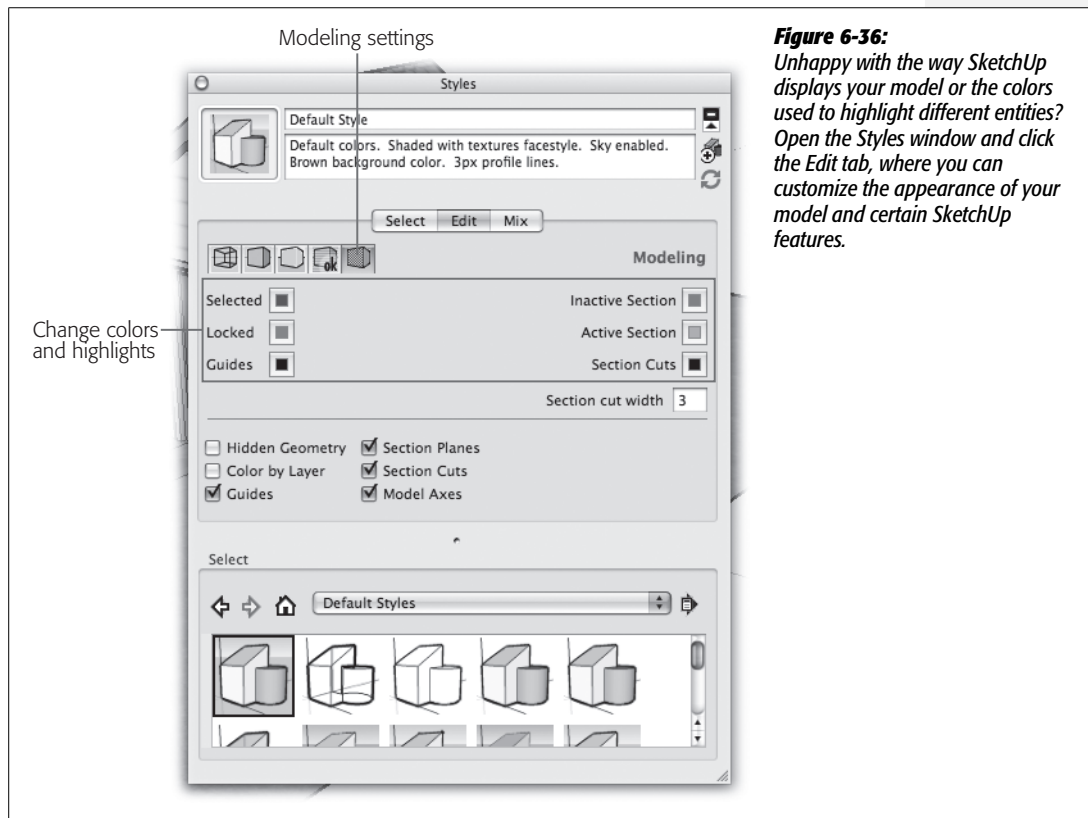 Modeling settings
Figure 6-36:
Unhappy with the way SketchUp
displays your model or the colors
used to highlight different entities?
Open the Styles window and click
the Edit tab, where you can
customize the appearance of your
model and certain SketchUp
features.
Styles
Default Style
Default colors. Shaded with textures facestyle. Sky enabled.
Brown background color. 3px profile lines.
Select Edit Mix
ok
Modeling
Selected Inactive Section
Change colors
and highlights
Locked Active Section
Guides Section Cuts
Section cut width 3
Hidden Geometry Section Planes
Color by Layer Section Cuts
Guides Model Axes
Select
Default Styles